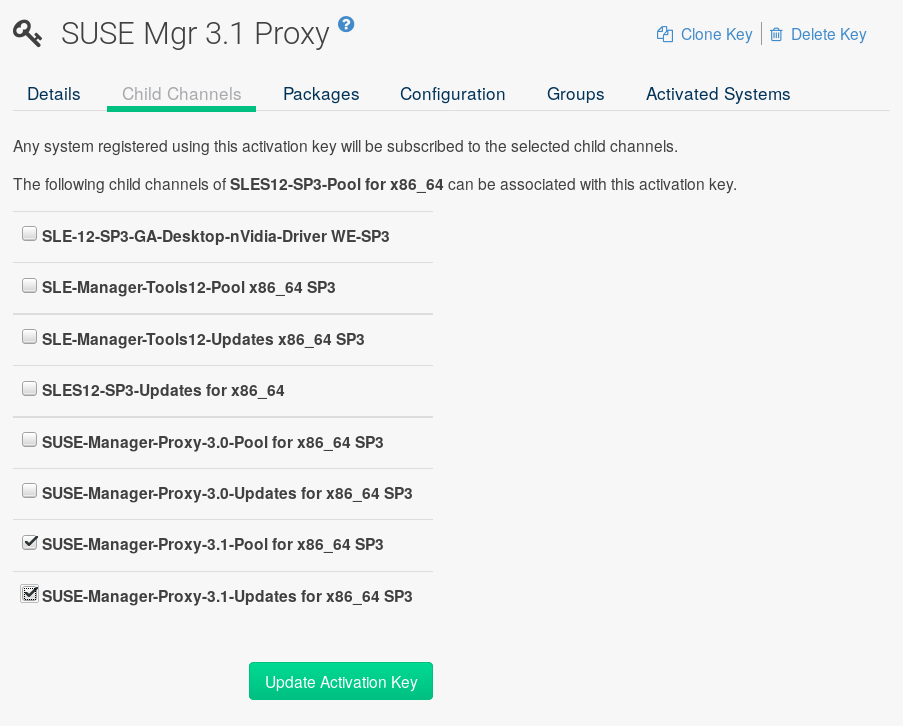 SUSE Mgr 3.1 Proxy ?
Clone Key Delete Key
Details Child Channels Packages Configuration Groups Activated Systems
Any system registered using this activation key will be subscribed to the selected child channels.
The following child channels of SLES12-SP3-Pool for x86_64 can be associated with this activation key.
SLE-12-SP3-GA-Desktop-nVidia-Driver WE-SP3
SLE-Manager-Tools12-Pool x86_64 SP3
SLE-Manager-Tools12-Updates x86_64 SP3
SLES12-SP3-Updates for x86_64
SUSE-Manager-Proxy-3.0-Pool for x86_64 SP3
SUSE-Manager-Proxy-3.0-Updates for x86_64 SP3
SUSE-Manager-Proxy-3.1-Pool for x86_64 SP3
SUSE-Manager-Proxy-3.1-Updates for x86_64 SP3
Update Activation Key